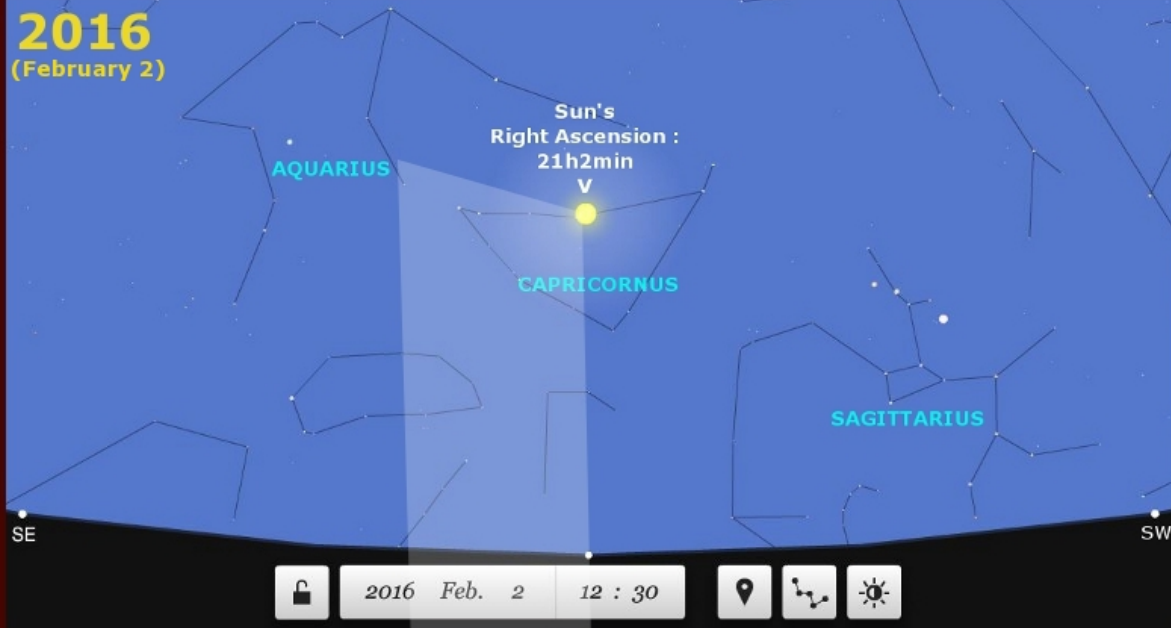 2016
(February 2)
Sun's
Right Ascension :
21h2min
V
AQUARIUS
CAPRICORNUS
SAGITTARIUS
SE
SW
2016 Feb. 2 12 : 30